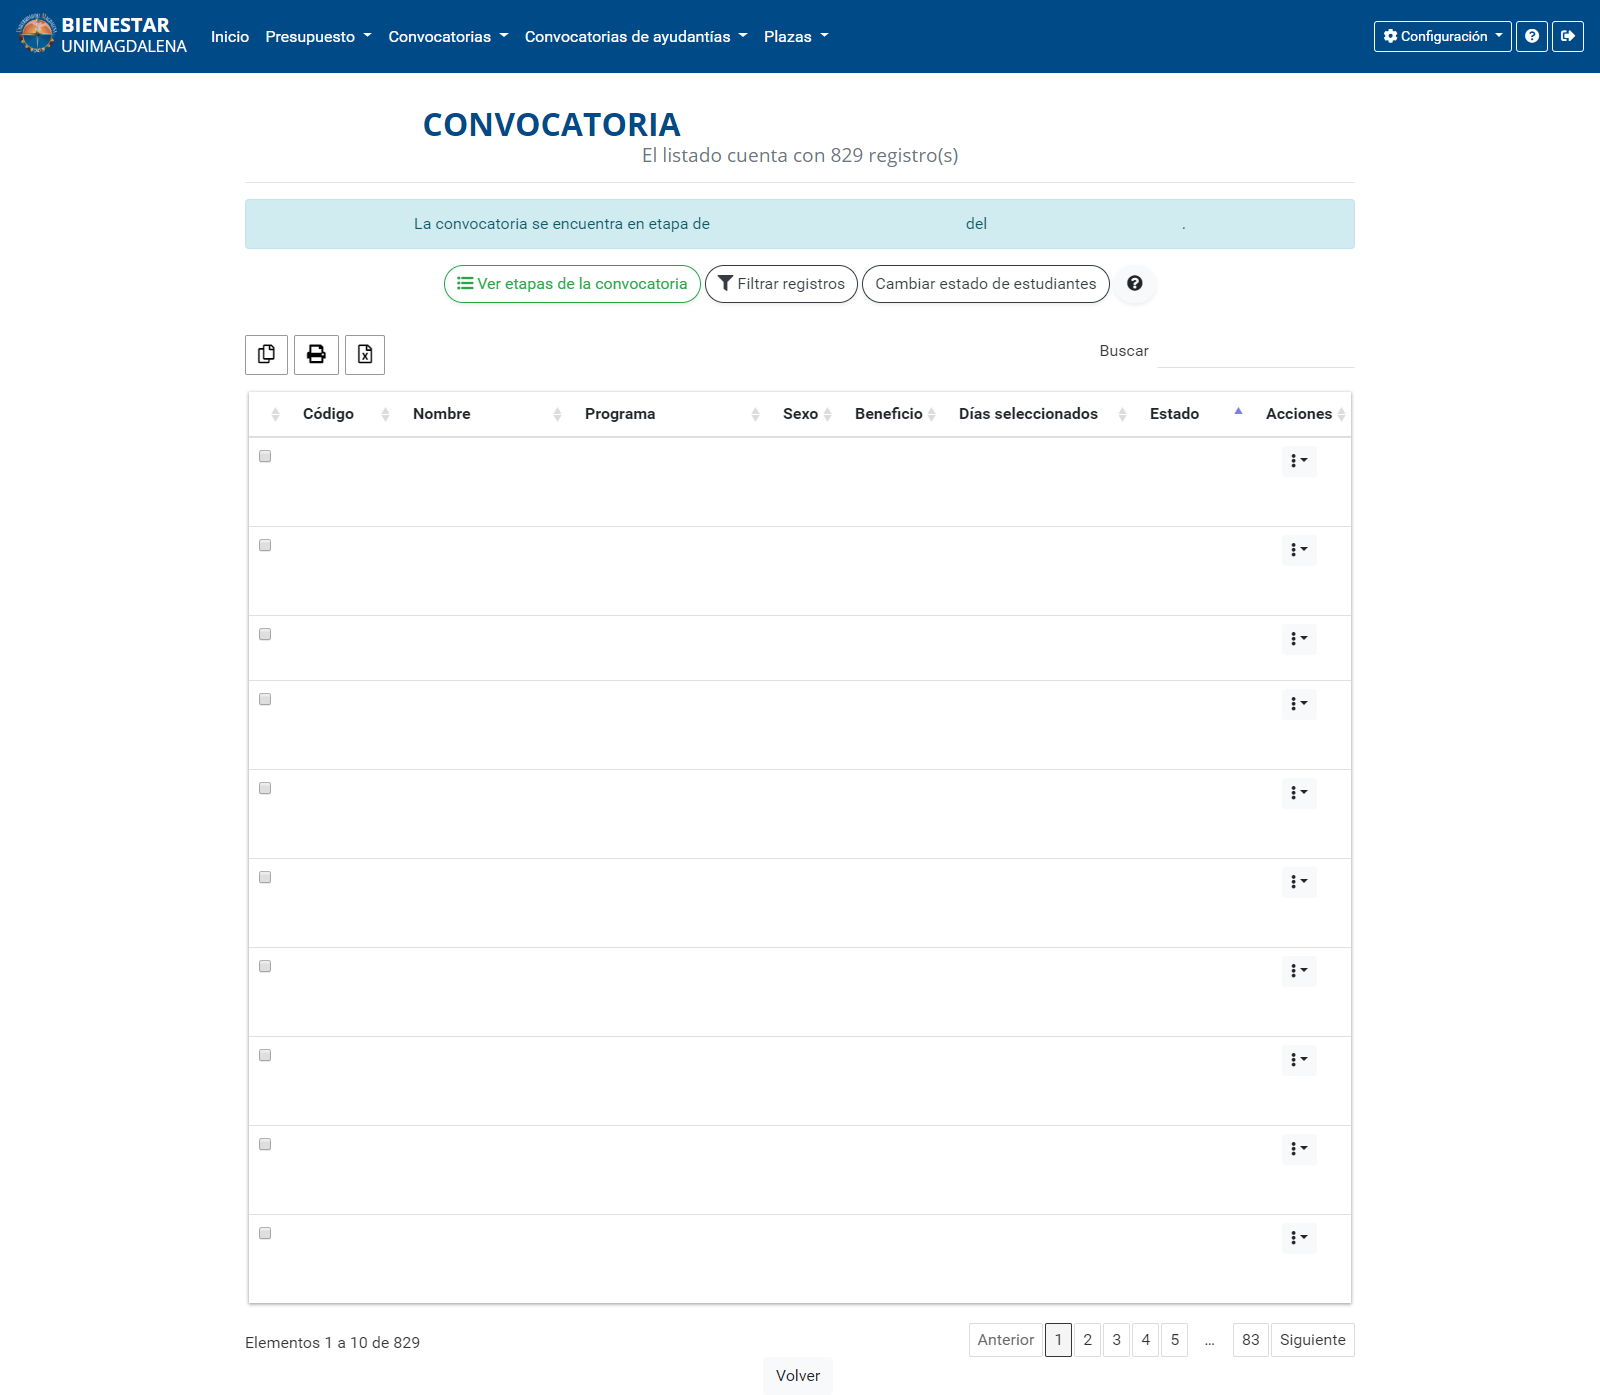 BIENESTAR
UNIMAGDALENA
Inicio Presupuesto Convocatorias Convocatorias de ayudantías Plazas Configuración
CONVOCATORIA
El listado cuenta con 829 registro(s)
La convocatoria se encuentra en etapa de del .
Ver etapas de la convocatoria Filtrar registros Cambiar estado de estudiantes
Buscar
Código Nombre Programa Sexo Beneficio Días seleccionados Estado Acciones
Elementos 1 a 10 de 829
Anterior 1 2 3 4 5 ... 83 Siguiente
Volver